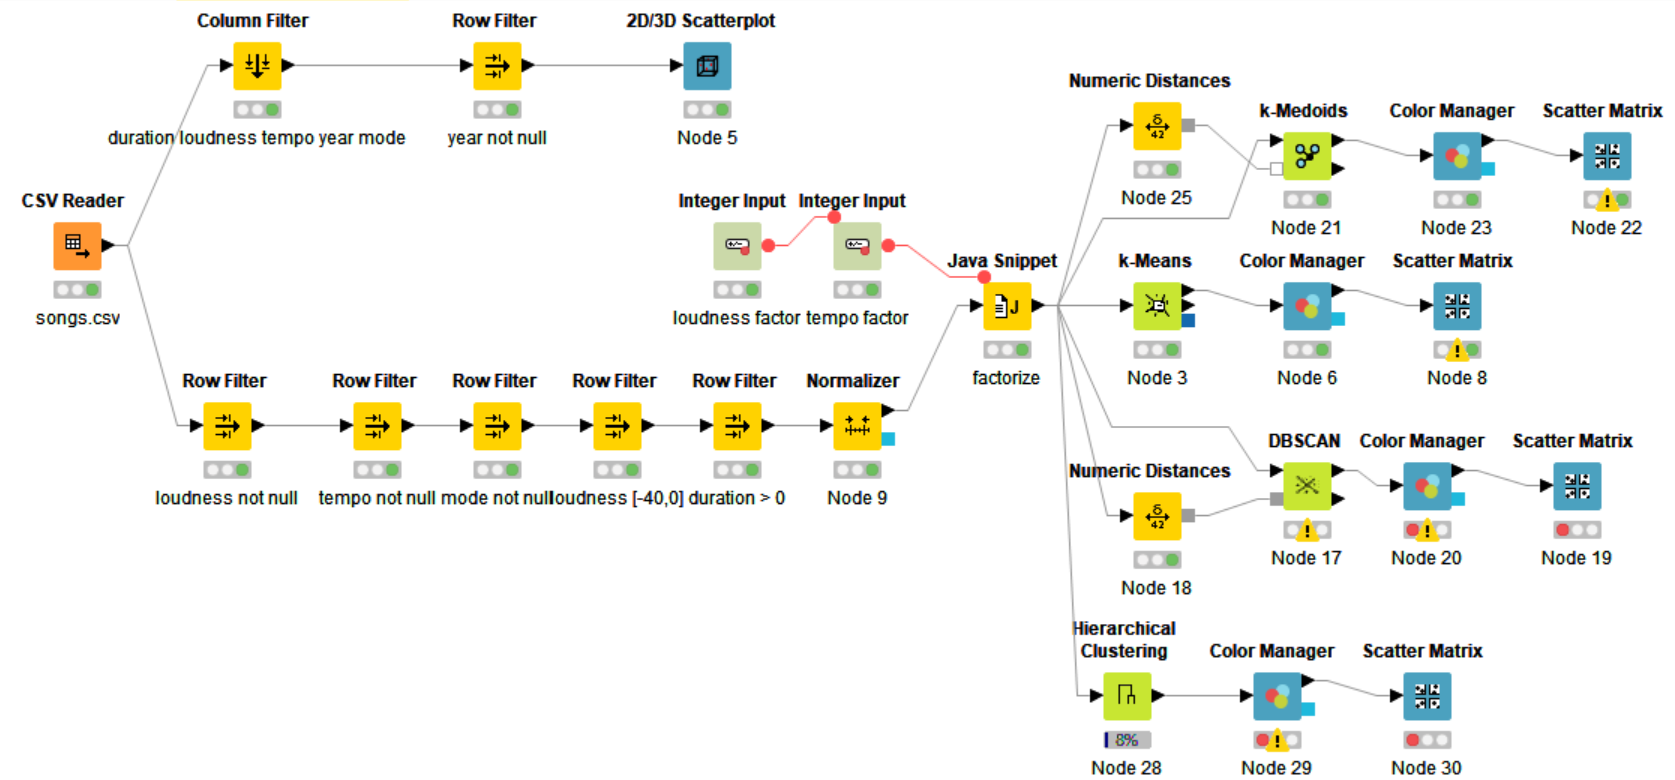 Column Filter
duration loudness tempo year mode
Row Filter
year not null
2D/3D Scatterplot
Node 5
CSV Reader
songs.csv
Integer Input
loudness factor
Integer Input
tempo factor
Java Snippet
J
factorize
Row Filter
loudness not null
Row Filter
tempo not null
Row Filter
mode not null
Row Filter
loudness [-40,0]
Row Filter
duration > 0
Normalizer
Node 9
Numeric Distances
δ
42
Node 25
k-Medoids
Node 21
Color Manager
Node 23
Scatter Matrix
Node 22
k-Means
Node 3
Color Manager
Node 6
Scatter Matrix
Node 8
Numeric Distances
δ
42
Node 18
DBSCAN
Node 17
Color Manager
Node 20
Scatter Matrix
Node 19
Hierarchical
Clustering
8%
Node 28
Color Manager
Node 29
Scatter Matrix
Node 30